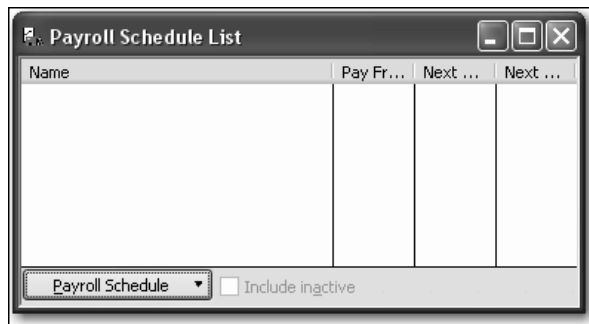 Payroll Schedule List
Name Pay Fr... Next ... Next ...
Payroll Schedule Include inactive